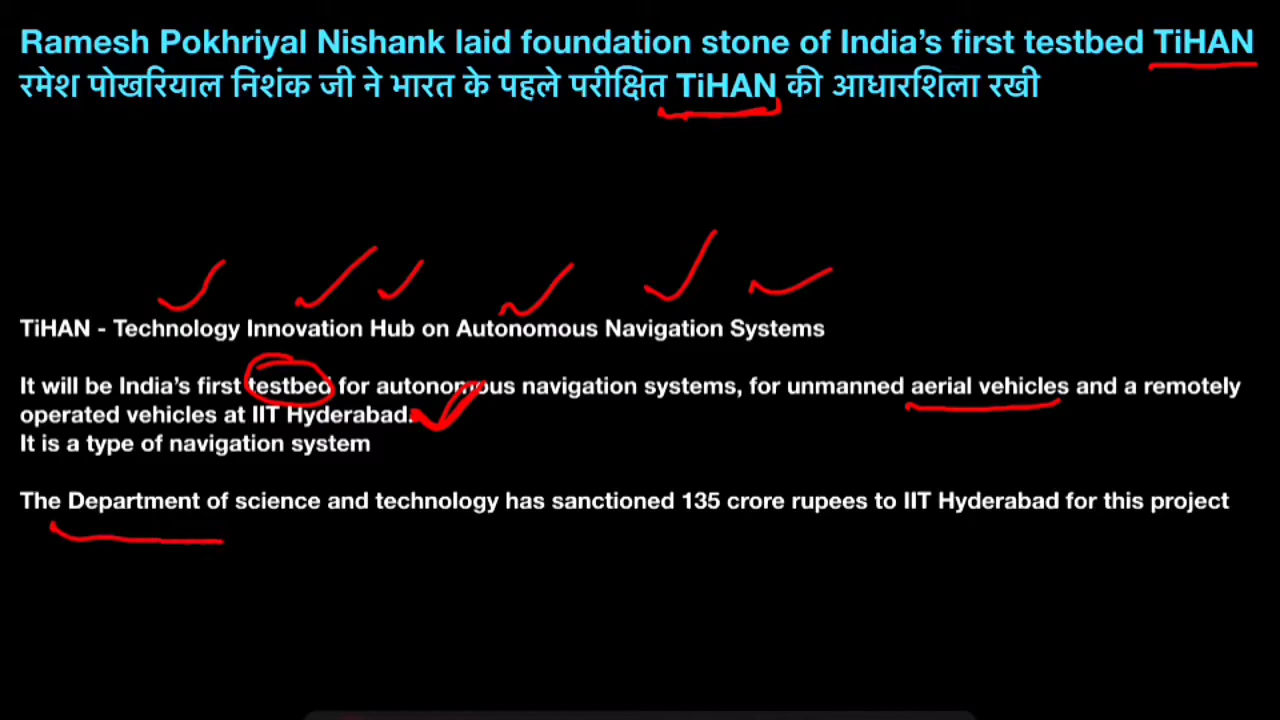 Ramesh Pokhriyal Nishank laid foundation stone of India's first testbed TiHAN
रमेश पोखरियाल निशंक जी ने भारत के पहले परीक्षित TiHAN की आधारशिला रखी
TiHAN - Technology Innovation Hub on Autonomous Navigation Systems
It will be India's first testbed for autonomous navigation systems, for unmanned aerial vehicles and a remotely
operated vehicles at IIT Hyderabad.
It is a type of navigation system
The Department of science and technology has sanctioned 135 crore rupees to IIT Hyderabad for this project